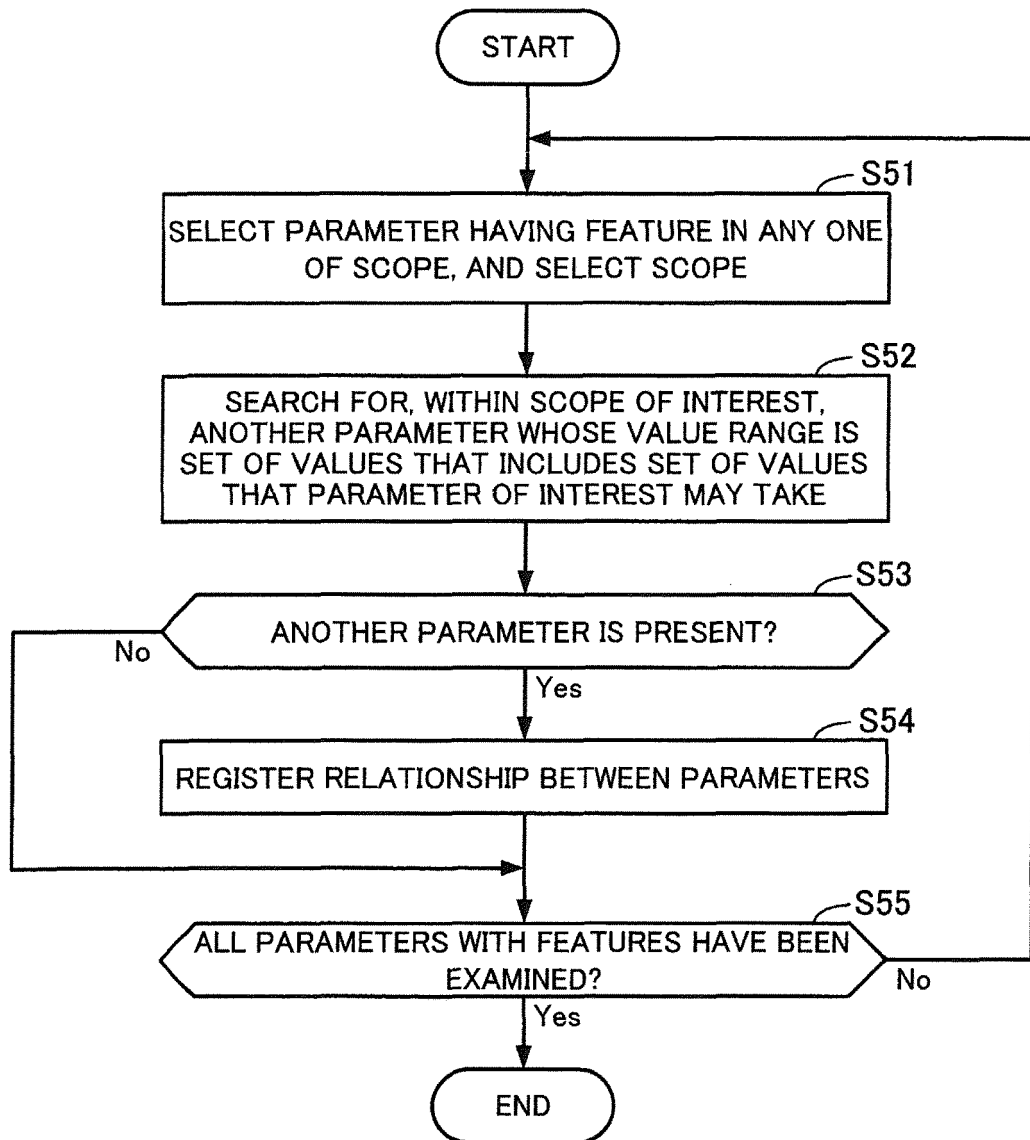 START
S51
SELECT PARAMETER HAVING FEATURE IN ANY ONE
OF SCOPE, AND SELECT SCOPE
S52
SEARCH FOR, WITHIN SCOPE OF INTEREST,
ANOTHER PARAMETER WHOSE VALUE RANGE IS
SET OF VALUES THAT INCLUDES SET OF VALUES
THAT PARAMETER OF INTEREST MAY TAKE
S53
ANOTHER PARAMETER IS PRESENT?
No
Yes
S54
REGISTER RELATIONSHIP BETWEEN PARAMETERS
S55
ALL PARAMETERS WITH FEATURES HAVE BEEN
EXAMINED?
No
Yes
END